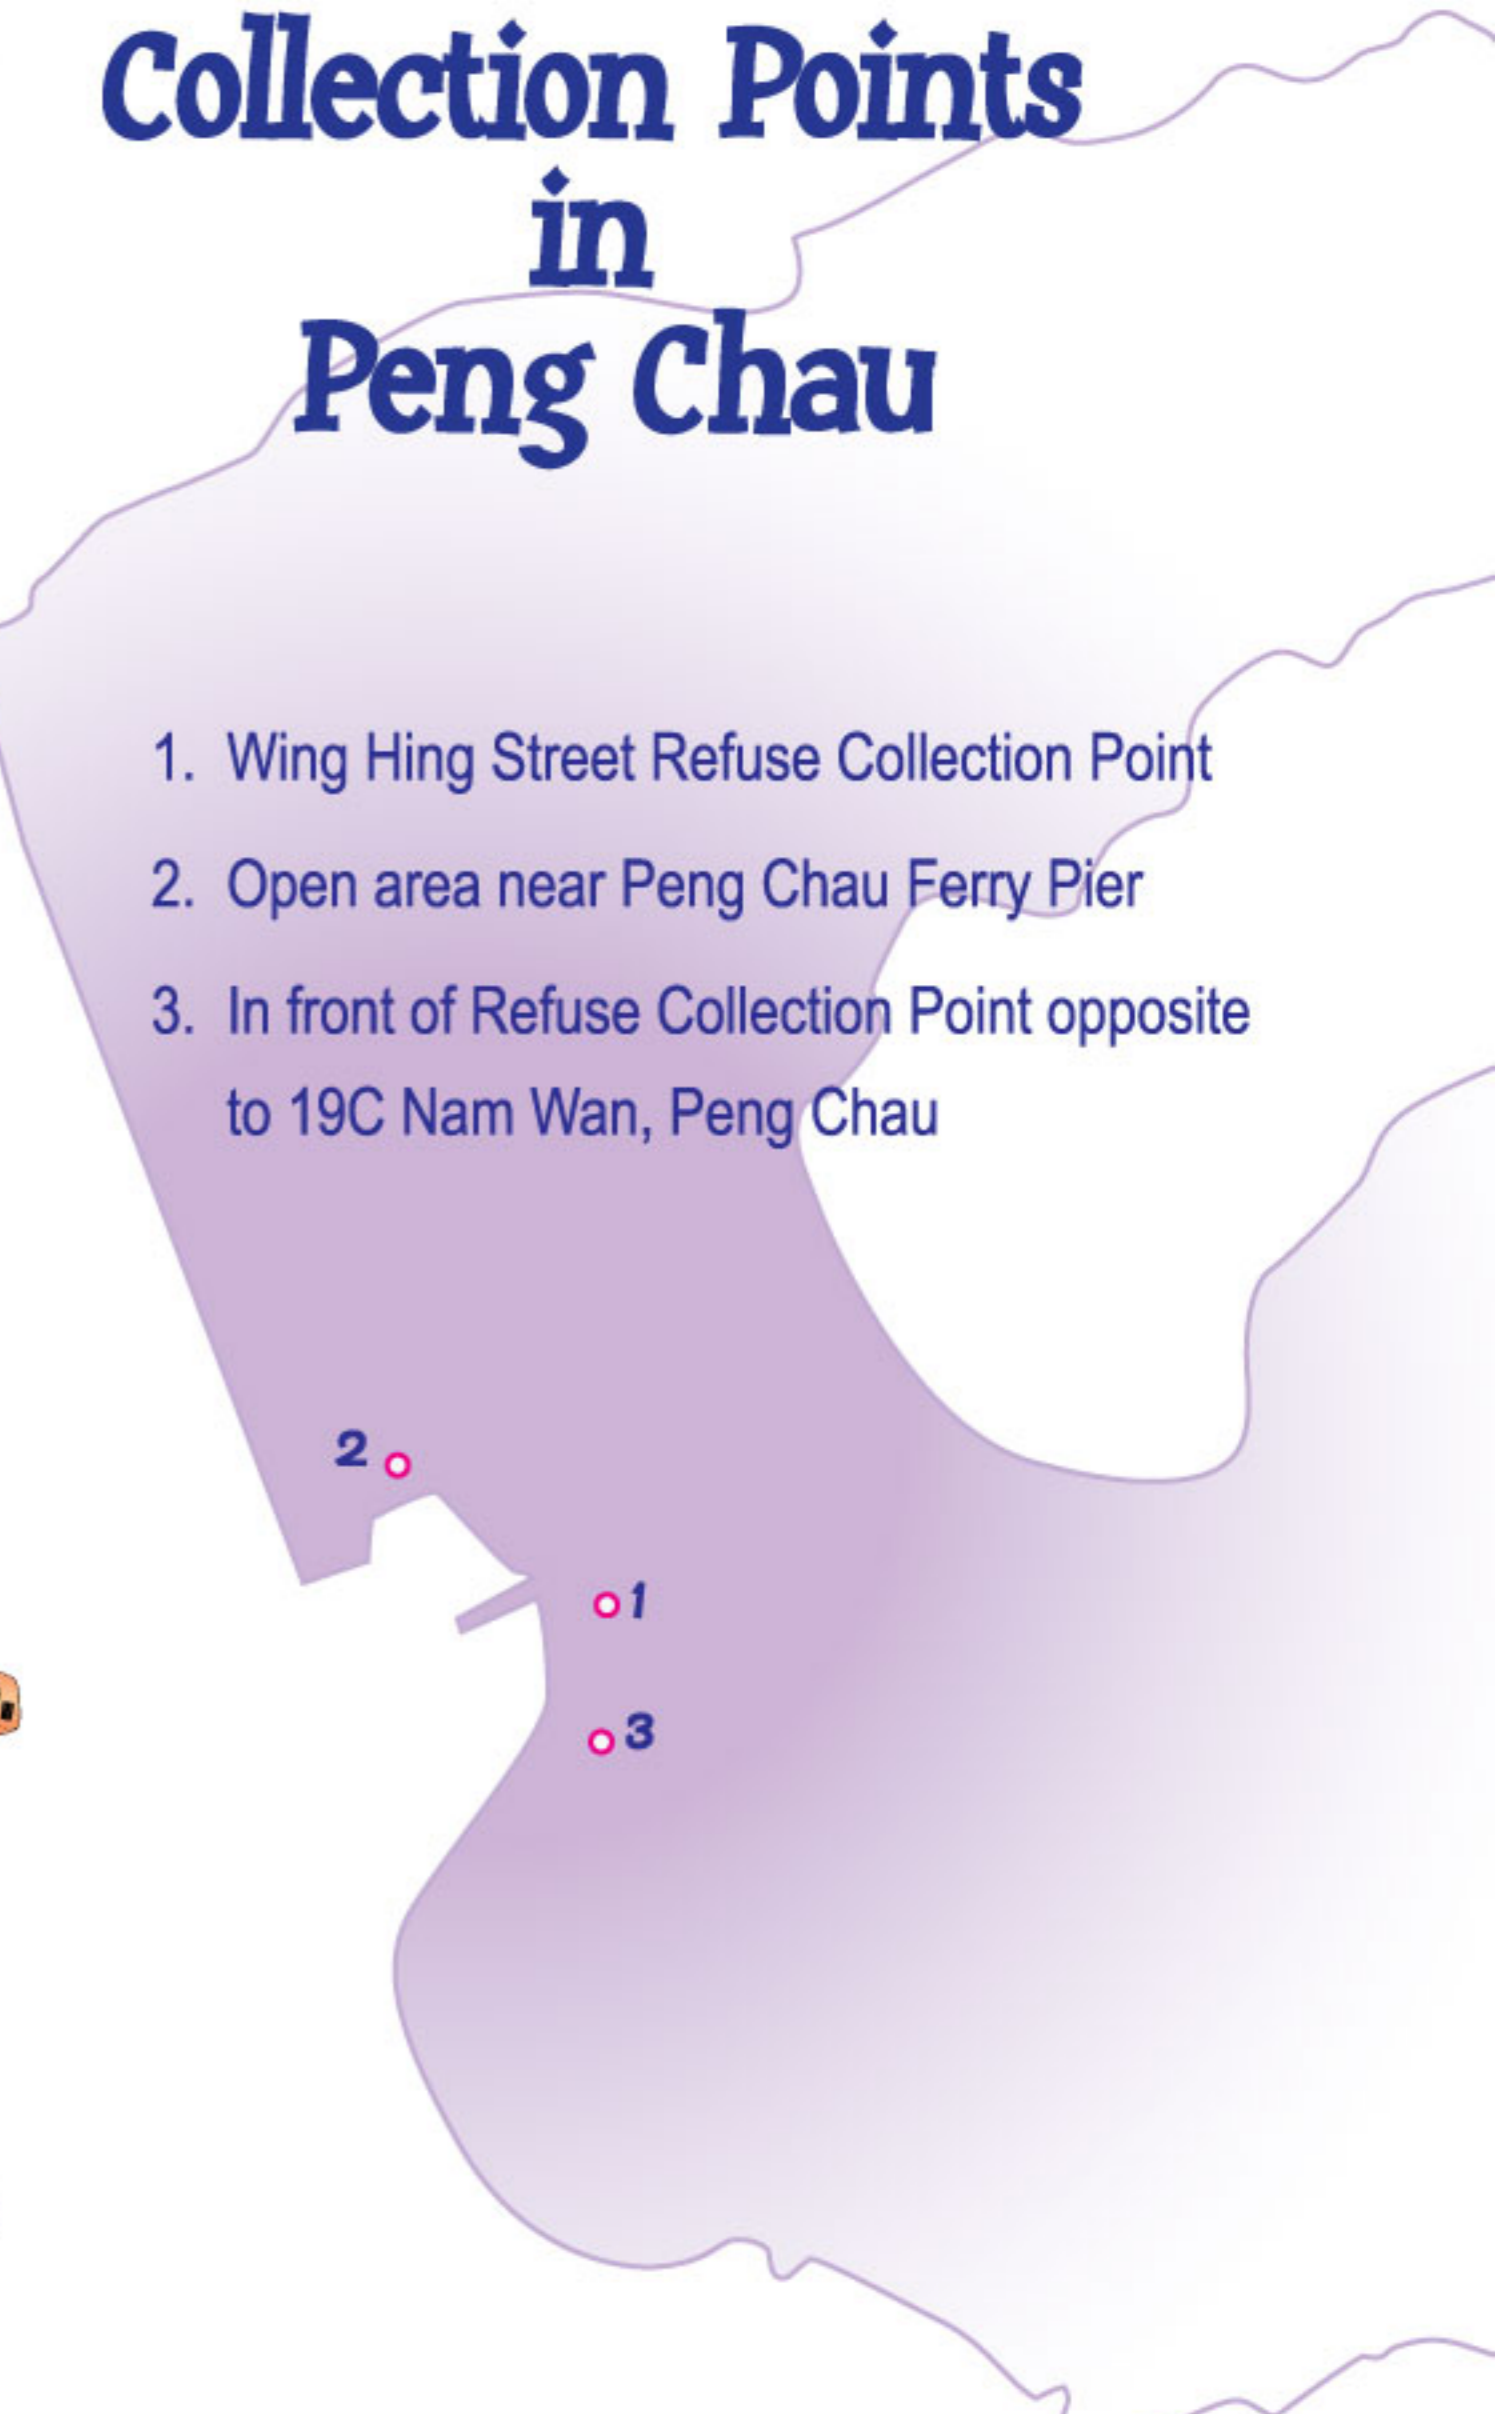 Collection Points
in
Peng Chau
1. Wing Hing Street Refuse Collection Point
2. Open area near Peng Chau Ferry Pier
3. In front of Refuse Collection Point opposite
to 19C Nam Wan, Peng Chau
2
1
3